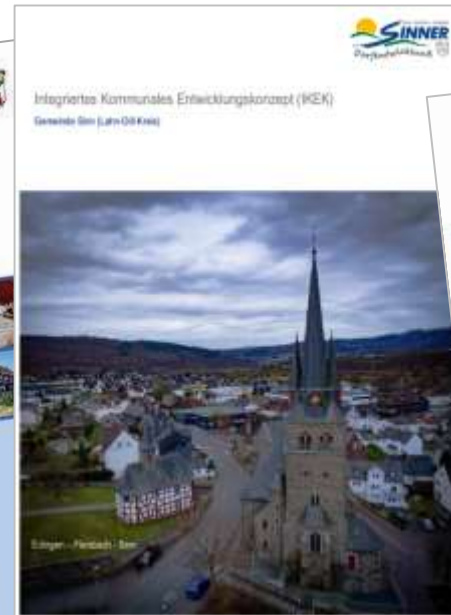 SINNER
Integriertes Kommunales Entwicklungskonzept (IKEK)
Gemeinde Sinn (Lahn-Dill-Kreis)
Edingen - Fleisbach - Sinn